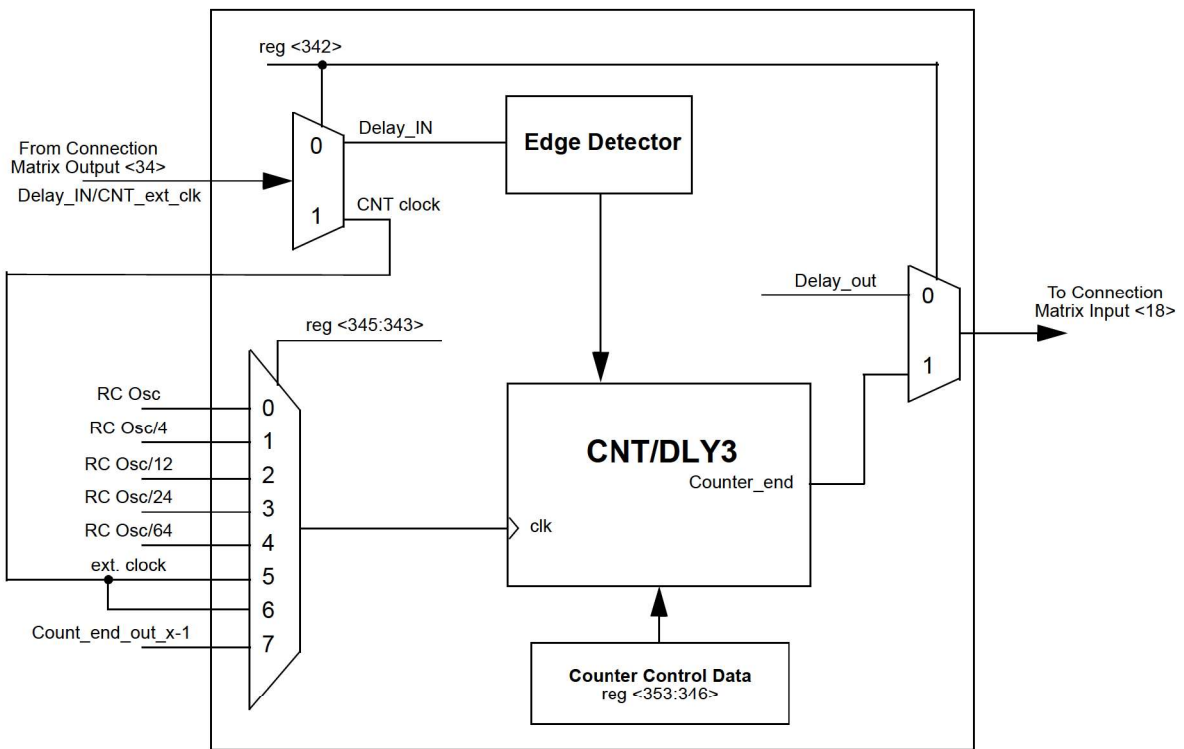 reg <342>
From Connection
Matrix Output <34>
Delay_IN/CNT_ext_clk
0
1
Delay_IN
CNT clock
Edge Detector
Delay_out
0
1
To Connection
Matrix Input <18>
reg <345:343>
RC Osc
0
RC Osc/4
1
RC Osc/12
2
RC Osc/24
3
RC Osc/64
4
ext. clock
5
6
Count_end_out_x-1
7
CNT/DLY3
Counter_end
clk
Counter Control Data
reg <353:346>